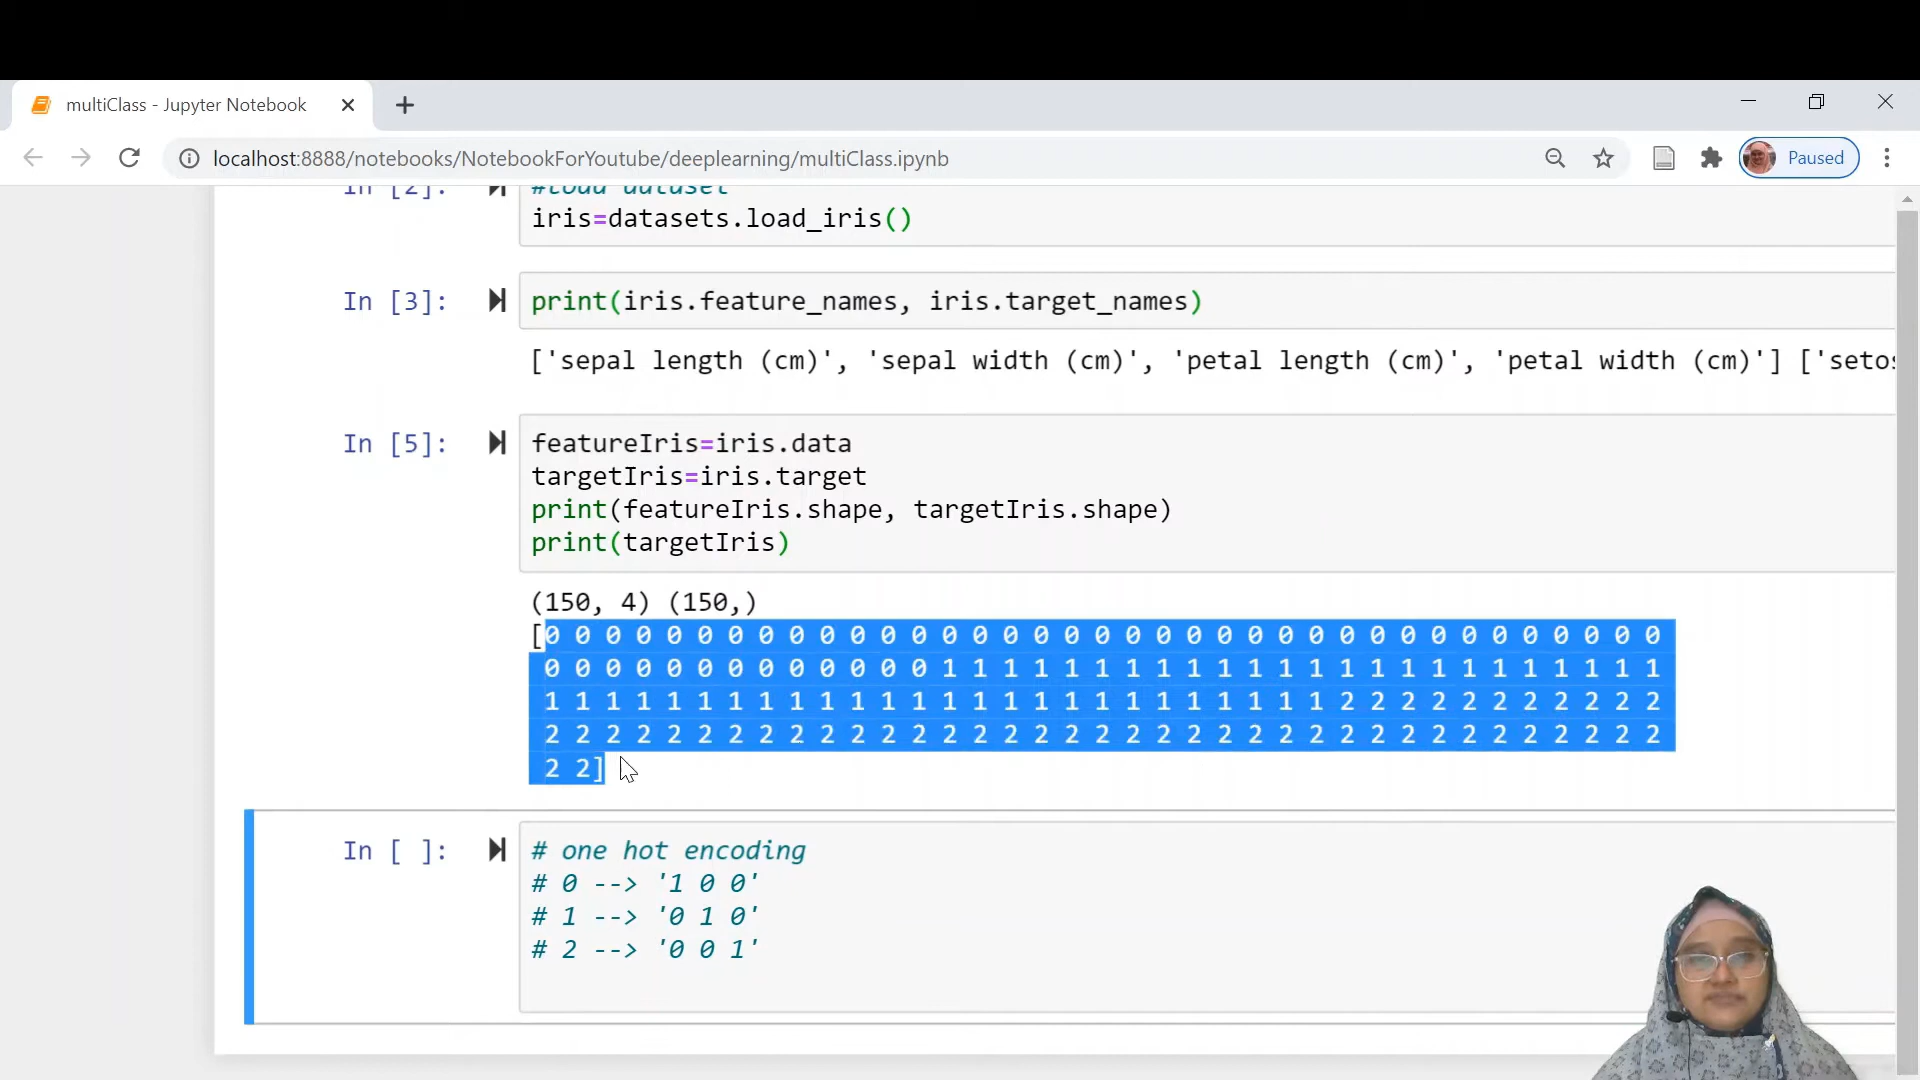 multiClass - Jupyter Notebook
localhost:8888/notebooks/NotebookForYoutube/deeplearning/multiClass.ipynb
Paused
In [2]: #load dataset
iris=datasets.load_iris()
In [3]: print(iris.feature_names, iris.target_names)
['sepal length (cm)', 'sepal width (cm)', 'petal length (cm)', 'petal width (cm)'] ['setos
In [5]: featureIris=iris.data
targetIris=iris.target
print(featureIris.shape, targetIris.shape)
print(targetIris)
(150, 4) (150,)
[0 0 0 0 0 0 0 0 0 0 0 0 0 0 0 0 0 0 0 0 0 0 0 0 0 0 0 0 0 0 0 0 0 0 0 0 0
0 0 0 0 0 0 0 0 0 0 0 0 0 1 1 1 1 1 1 1 1 1 1 1 1 1 1 1 1 1 1 1 1 1 1 1 1
1 1 1 1 1 1 1 1 1 1 1 1 1 1 1 1 1 1 1 1 1 1 1 1 1 1 2 2 2 2 2 2 2 2 2 2 2
2 2 2 2 2 2 2 2 2 2 2 2 2 2 2 2 2 2 2 2 2 2 2 2 2 2 2 2 2 2 2 2 2 2 2 2 2
2 2]
In [ ]: # one hot encoding
# 0 --> '1 0 0'
# 1 --> '0 1 0'
# 2 --> '0 0 1'